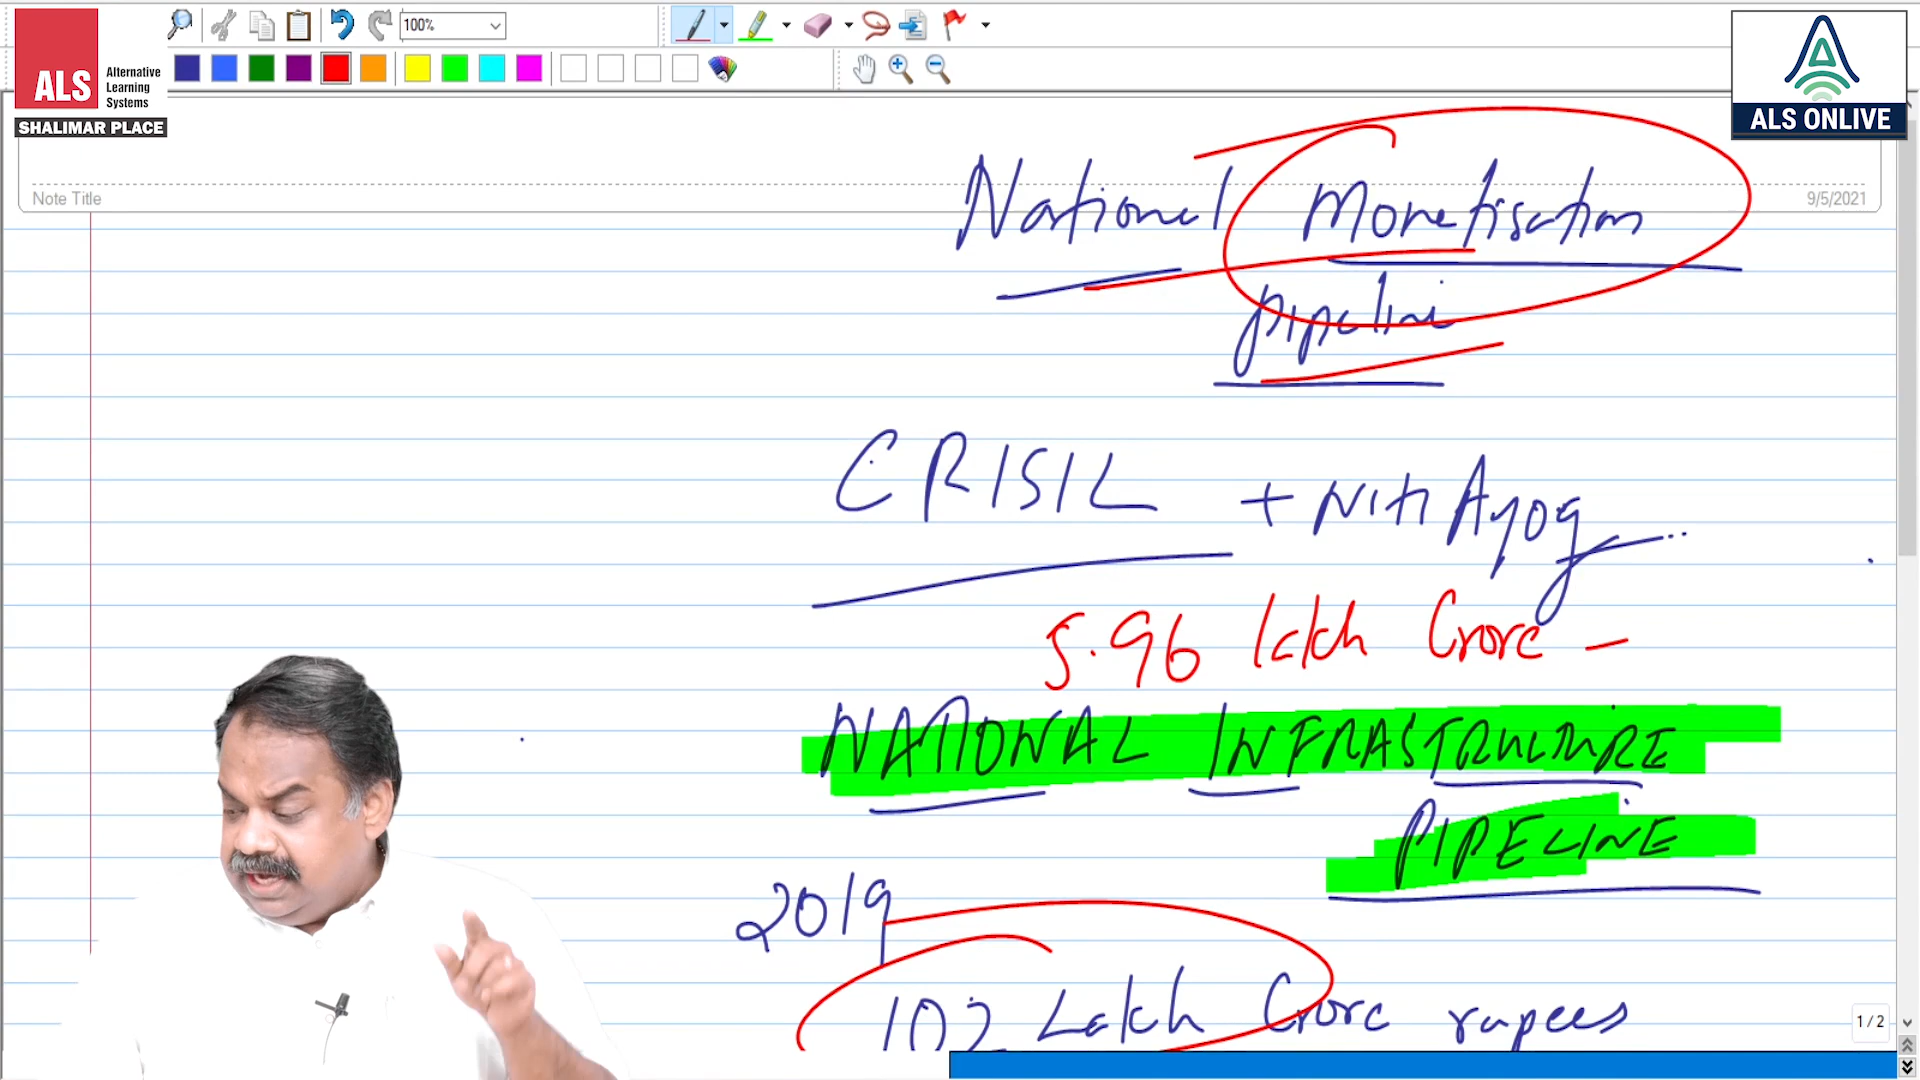 100%
ALS
Alternative
Learning
Systems
SHALIMAR PLACE
ALS ONLIVE
Note Title
9/5/2021
National Monetisation
pipeline
CRISIL + Niti Ayog
5.96 lakh Crore -
NATIONAL INFRASTRUCTURE
PIPELINE
2019
102 Lakh Crore rupees
1 / 2